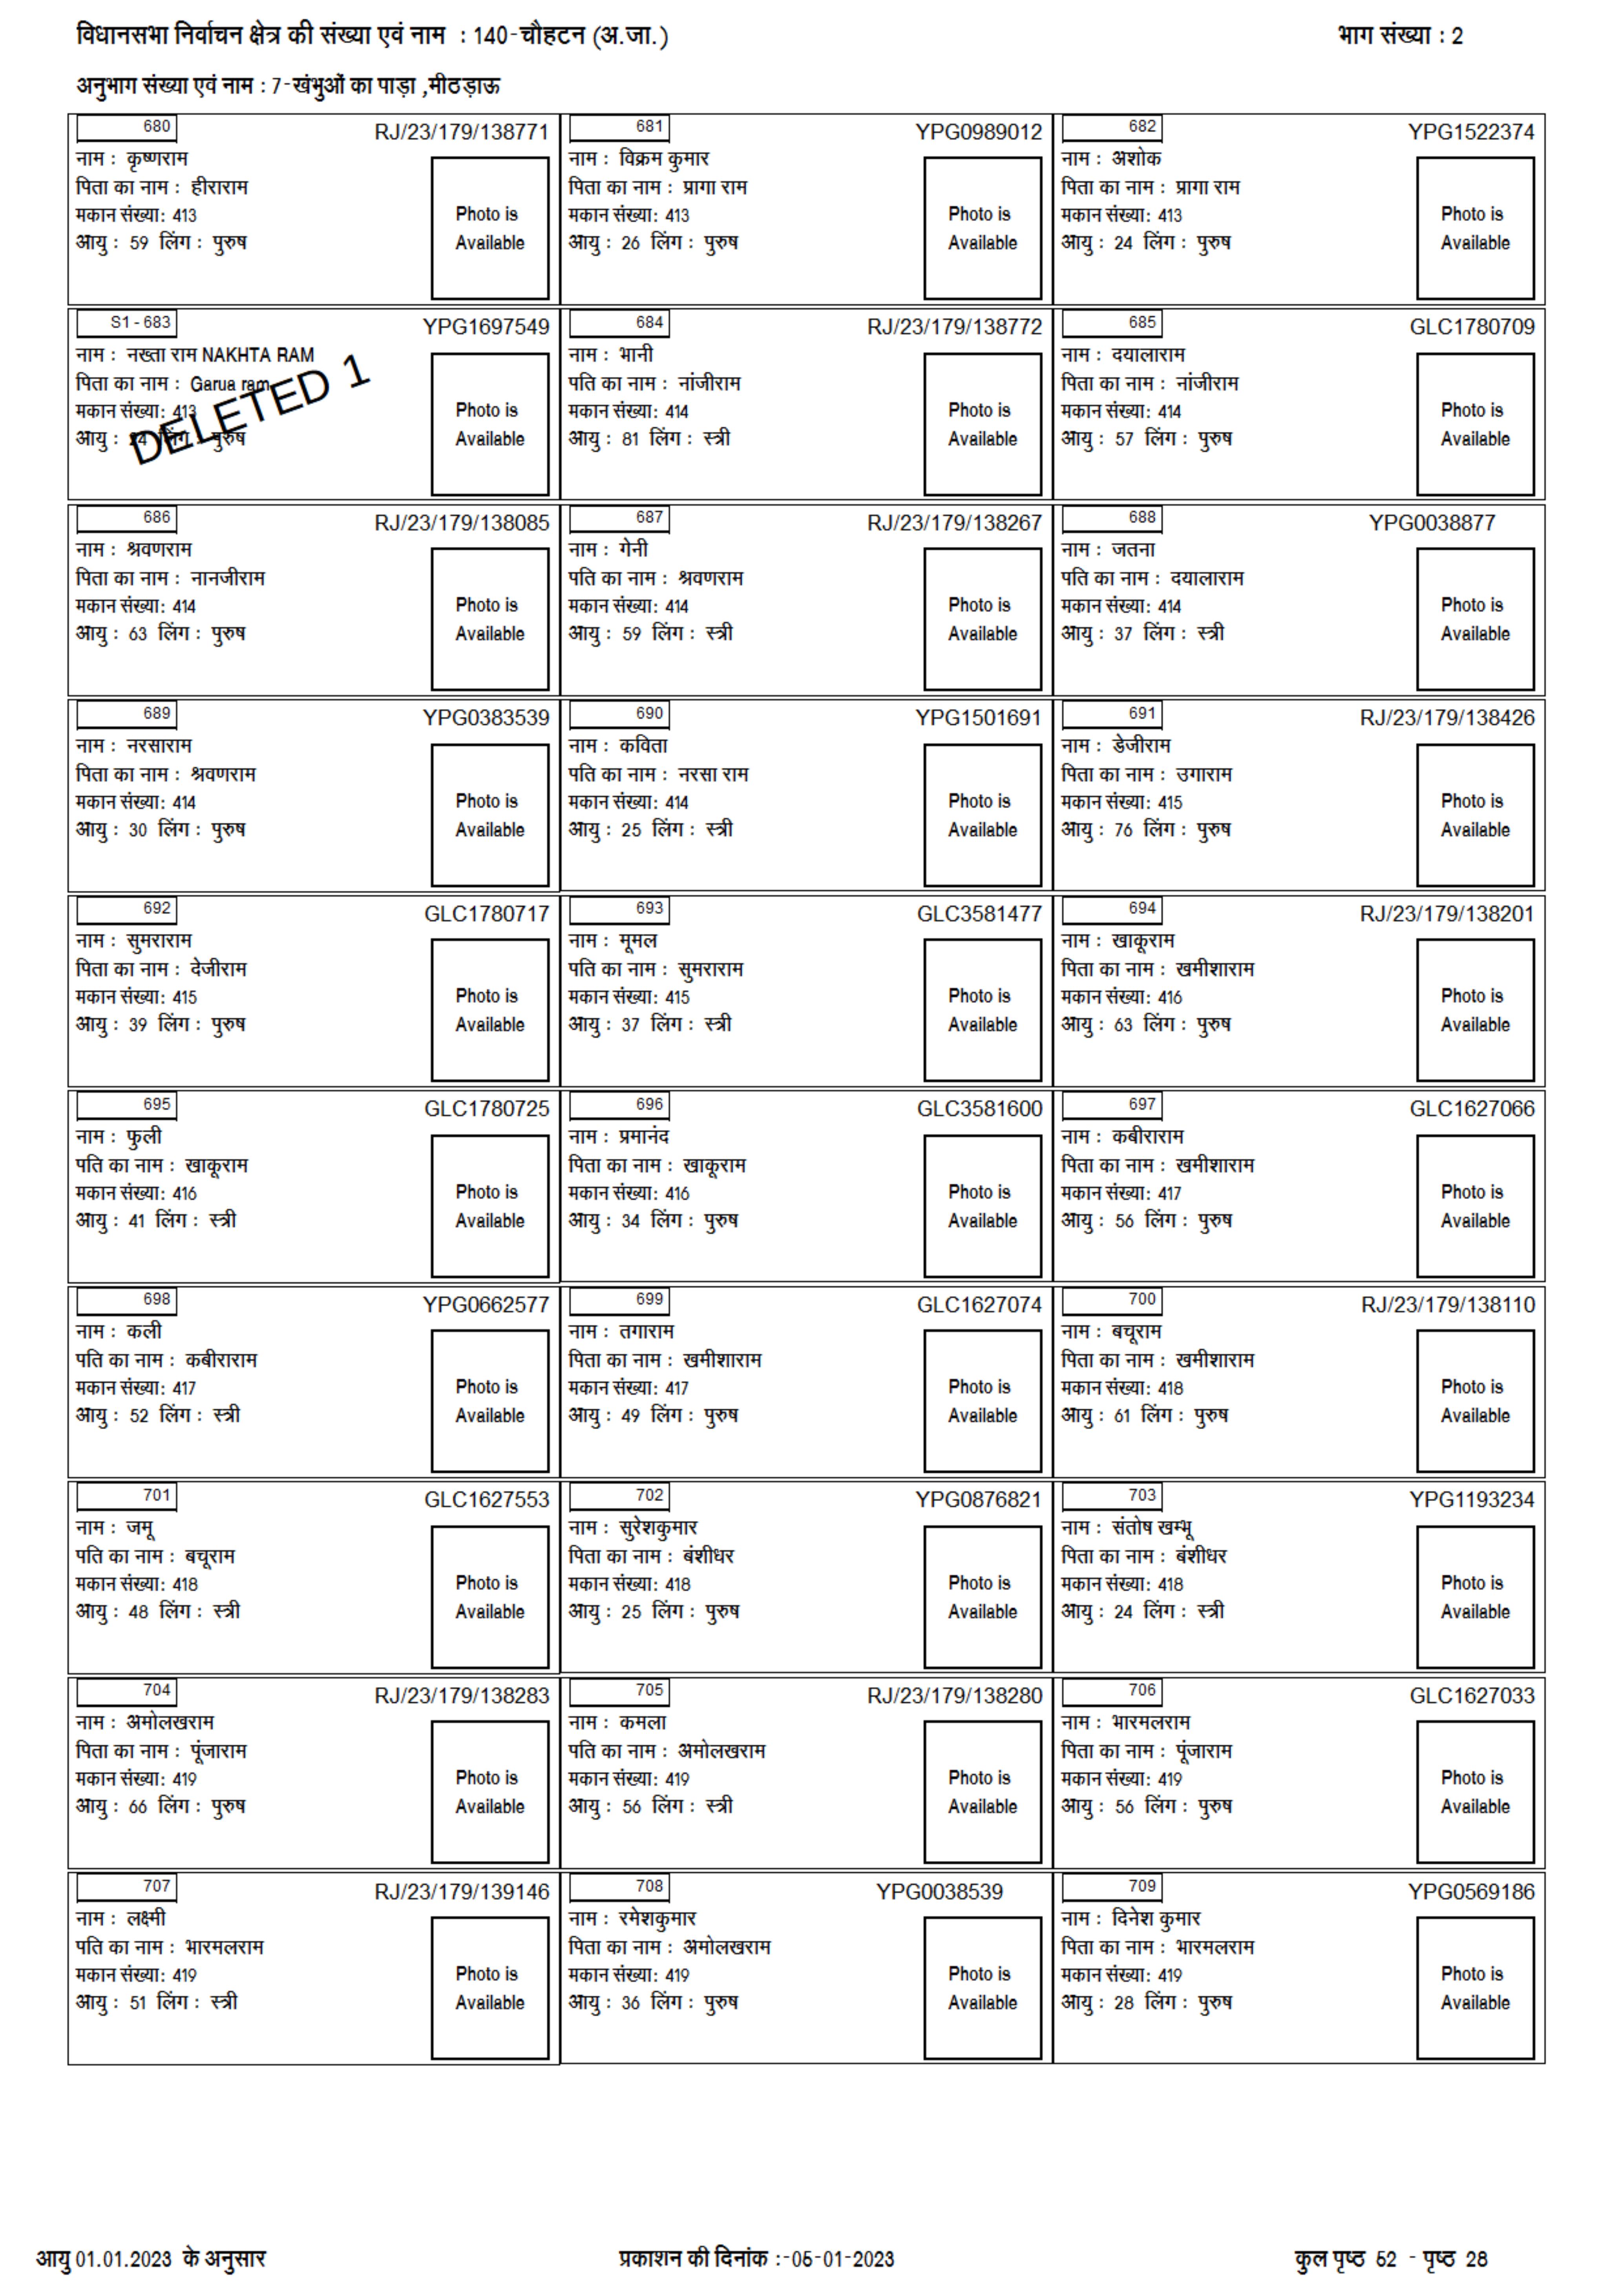 विधानसभा निर्वाचन क्षेत्र की संख्या एवं नाम : 140-चौहटन (अ.जा.) भाग संख्या : 2
अनुभाग संख्या एवं नाम : 7-खंभुओं का पाड़ा ,मीठड़ाऊ
680 RJ/23/179/138771
नाम : कृष्णराम
पिता का नाम : हीराराम
मकान संख्या: 413
आयु : 59 लिंग : पुरुष
Photo is
Available
681 YPG0989012
नाम : विक्रम कुमार
पिता का नाम : प्रागा राम
मकान संख्या: 413
आयु : 26 लिंग : पुरुष
Photo is
Available
682 YPG1522374
नाम : अशोक
पिता का नाम : प्रागा राम
मकान संख्या: 413
आयु : 24 लिंग : पुरुष
Photo is
Available
S1 - 683 YPG1697549
नाम : नख्ता राम NAKHTA RAM
पिता का नाम : Garua ram
मकान संख्या: 413
आयु : 24 लिंग : पुरुष
DELETED 1
Photo is
Available
684 RJ/23/179/138772
नाम : भानी
पति का नाम : नांजीराम
मकान संख्या: 414
आयु : 81 लिंग : स्त्री
Photo is
Available
685 GLC1780709
नाम : दयालाराम
पिता का नाम : नांजीराम
मकान संख्या: 414
आयु : 57 लिंग : पुरुष
Photo is
Available
686 RJ/23/179/138085
नाम : श्रवणराम
पिता का नाम : नानजीराम
मकान संख्या: 414
आयु : 63 लिंग : पुरुष
Photo is
Available
687 RJ/23/179/138267
नाम : गेनी
पति का नाम : श्रवणराम
मकान संख्या: 414
आयु : 59 लिंग : स्त्री
Photo is
Available
688 YPG0038877
नाम : जतना
पति का नाम : दयालाराम
मकान संख्या: 414
आयु : 37 लिंग : स्त्री
Photo is
Available
689 YPG0383539
नाम : नरसाराम
पिता का नाम : श्रवणराम
मकान संख्या: 414
आयु : 30 लिंग : पुरुष
Photo is
Available
690 YPG1501691
नाम : कविता
पति का नाम : नरसा राम
मकान संख्या: 414
आयु : 25 लिंग : स्त्री
Photo is
Available
691 RJ/23/179/138426
नाम : डेजीराम
पिता का नाम : उगाराम
मकान संख्या: 415
आयु : 76 लिंग : पुरुष
Photo is
Available
692 GLC1780717
नाम : सुमराराम
पिता का नाम : देजीराम
मकान संख्या: 415
आयु : 39 लिंग : पुरुष
Photo is
Available
693 GLC3581477
नाम : मूमल
पति का नाम : सुमराराम
मकान संख्या: 415
आयु : 37 लिंग : स्त्री
Photo is
Available
694 RJ/23/179/138201
नाम : खाकूराम
पिता का नाम : खमीशाराम
मकान संख्या: 416
आयु : 63 लिंग : पुरुष
Photo is
Available
695 GLC1780725
नाम : फुली
पति का नाम : खाकूराम
मकान संख्या: 416
आयु : 41 लिंग : स्त्री
Photo is
Available
696 GLC3581600
नाम : प्रमानंद
पिता का नाम : खाकूराम
मकान संख्या: 416
आयु : 34 लिंग : पुरुष
Photo is
Available
697 GLC1627066
नाम : कबीराराम
पिता का नाम : खमीशाराम
मकान संख्या: 417
आयु : 56 लिंग : पुरुष
Photo is
Available
698 YPG0662577
नाम : कली
पति का नाम : कबीराराम
मकान संख्या: 417
आयु : 52 लिंग : स्त्री
Photo is
Available
699 GLC1627074
नाम : तगाराम
पिता का नाम : खमीशाराम
मकान संख्या: 417
आयु : 49 लिंग : पुरुष
Photo is
Available
700 RJ/23/179/138110
नाम : बचूराम
पिता का नाम : खमीशाराम
मकान संख्या: 418
आयु : 61 लिंग : पुरुष
Photo is
Available
701 GLC1627553
नाम : जमू
पति का नाम : बचूराम
मकान संख्या: 418
आयु : 48 लिंग : स्त्री
Photo is
Available
702 YPG0876821
नाम : सुरेशकुमार
पिता का नाम : बंशीधर
मकान संख्या: 418
आयु : 25 लिंग : पुरुष
Photo is
Available
703 YPG1193234
नाम : संतोष खम्भू
पिता का नाम : बंशीधर
मकान संख्या: 418
आयु : 24 लिंग : स्त्री
Photo is
Available
704 RJ/23/179/138283
नाम : अमोलखराम
पिता का नाम : पूंजाराम
मकान संख्या: 419
आयु : 66 लिंग : पुरुष
Photo is
Available
705 RJ/23/179/138280
नाम : कमला
पति का नाम : अमोलखराम
मकान संख्या: 419
आयु : 56 लिंग : स्त्री
Photo is
Available
706 GLC1627033
नाम : भारमलराम
पिता का नाम : पूंजाराम
मकान संख्या: 419
आयु : 56 लिंग : पुरुष
Photo is
Available
707 RJ/23/179/139146
नाम : लक्ष्मी
पति का नाम : भारमलराम
मकान संख्या: 419
आयु : 51 लिंग : स्त्री
Photo is
Available
708 YPG0038539
नाम : रमेशकुमार
पिता का नाम : अमोलखराम
मकान संख्या: 419
आयु : 36 लिंग : पुरुष
Photo is
Available
709 YPG0569186
नाम : दिनेश कुमार
पिता का नाम : भारमलराम
मकान संख्या: 419
आयु : 28 लिंग : पुरुष
Photo is
Available
आयु 01.01.2023 के अनुसार प्रकाशन की दिनांक :-05-01-2023 कुल पृष्ठ 52 - पृष्ठ 28